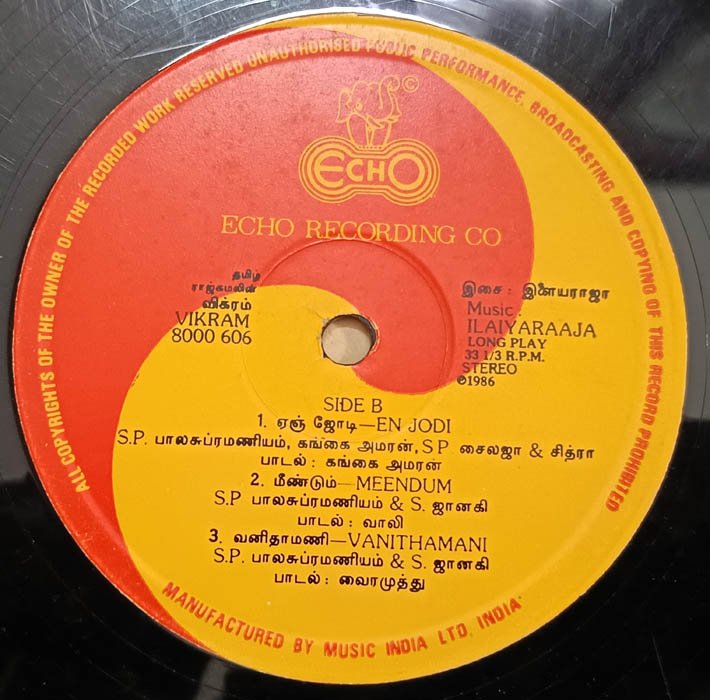 ALL COPYRIGHTS OF THE OWNER OF THE RECORDED WORK RESERVED UNAUTHORISED PUBLIC PERFORMANCE, BROADCASTING AND COPYING OF THIS RECORD PROHIBITED
©
ECHO
ECHO RECORDING CO
தமிழ்
ராஜ்கமலின்
விக்ரம்
VIKRAM
8000 606
இசை : இளையராஜா
Music :
ILAIYARAAJA
LONG PLAY
33 1/3 R.P.M.
STEREO
℗1986
SIDE B
1. ஏஞ் ஜோடி—EN JODI
S.P. பாலசுப்ரமணியம், கங்கை அமரன், S.P சைலஜா & சித்ரா
பாடல் : கங்கை அமரன்
2. மீண்டும்—MEENDUM
S.P பாலசுப்ரமணியம் & S. ஜானகி
பாடல் : வாலி
3. வனிதாமணி—VANITHAMANI
S.P. பாலசுப்ரமணியம் & S. ஜானகி
பாடல் : வைரமுத்து
MANUFACTURED BY MUSIC INDIA LTD. INDIA